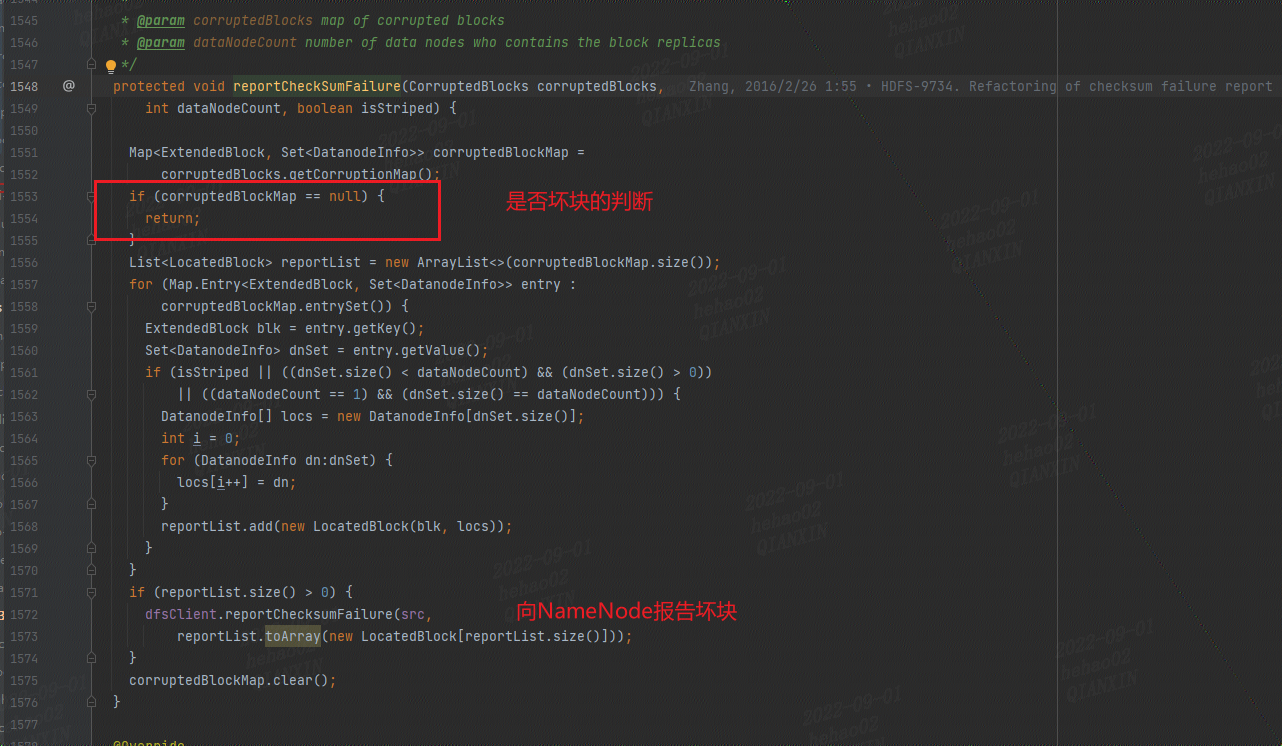 1545 * @param corruptedBlocks map of corrupted blocks
1546 * @param dataNodeCount number of data nodes who contains the block replicas
1547 */
1548 @ protected void reportCheckSumFailure(CorruptedBlocks corruptedBlocks, Zhang, 2016/2/26 1:55 • HDFS-9734. Refactoring of checksum failure report
1549 int dataNodeCount, boolean isStriped) {
1550
1551 Map<ExtendedBlock, Set<DatanodeInfo>> corruptedBlockMap =
1552 corruptedBlocks.getCorruptionMap();
1553 if (corruptedBlockMap == null) {
是否坏块的判断
1554 return;
1555 }
1556 List<LocatedBlock> reportList = new ArrayList<>(corruptedBlockMap.size());
1557 for (Map.Entry<ExtendedBlock, Set<DatanodeInfo>> entry :
1558 corruptedBlockMap.entrySet()) {
1559 ExtendedBlock blk = entry.getKey();
1560 Set<DatanodeInfo> dnSet = entry.getValue();
1561 if (isStriped || ((dnSet.size() < dataNodeCount) && (dnSet.size() > 0))
1562 || ((dataNodeCount == 1) && (dnSet.size() == dataNodeCount))) {
1563 DatanodeInfo[] locs = new DatanodeInfo[dnSet.size()];
1564 int i = 0;
1565 for (DatanodeInfo dn:dnSet) {
1566 locs[i++] = dn;
1567 }
1568 reportList.add(new LocatedBlock(blk, locs));
1569 }
1570 }
1571 if (reportList.size() > 0) {
1572 dfsClient.reportChecksumFailure(src,
向NameNode报告坏块
1573 reportList.toArray(new LocatedBlock[reportList.size()]));
1574 }
1575 corruptedBlockMap.clear();
1576 }
1577
@Override
2022-09-01
hehao02
QIANXIN